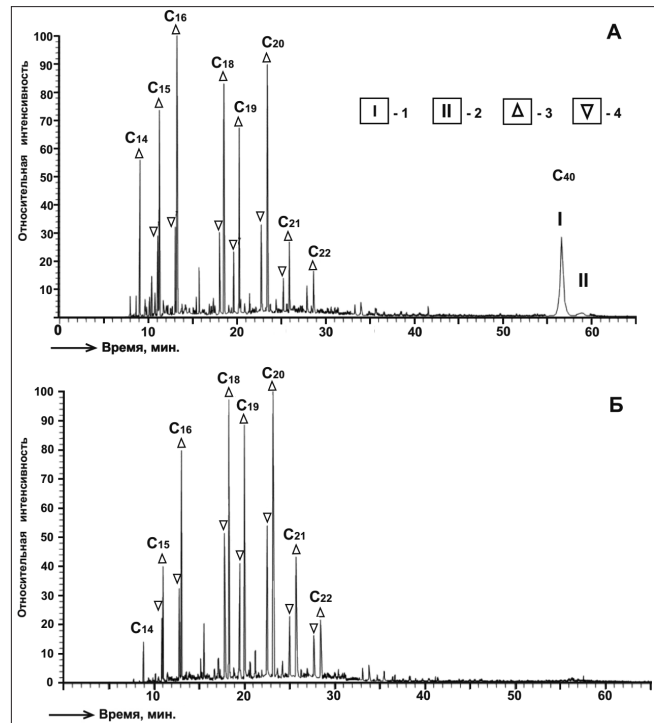 А
C14
C15
C16
C18
C19
C20
C21
C22
C40
I
II
I - 1
II - 2
△ - 3
▽ - 4
Относительная интенсивность
100
90
80
70
60
50
40
30
20
10
0 10 20 30 40 50 60
Время, мин.
Б
C14
C15
C16
C18
C19
C20
C21
C22
Относительная интенсивность
100
90
80
70
60
50
40
30
20
10
0
10 20 30 40 50 60
Время, мин.